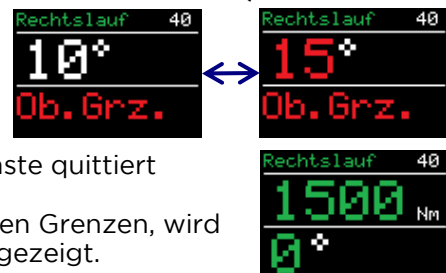 Rechtslauf 40
10°
Ob.Grz.
Rechtslauf 40
15°
Ob.Grz.
quittiert
en Grenzen, wird
gezeigt.
Rechtslauf 40
1500 Nm
0°